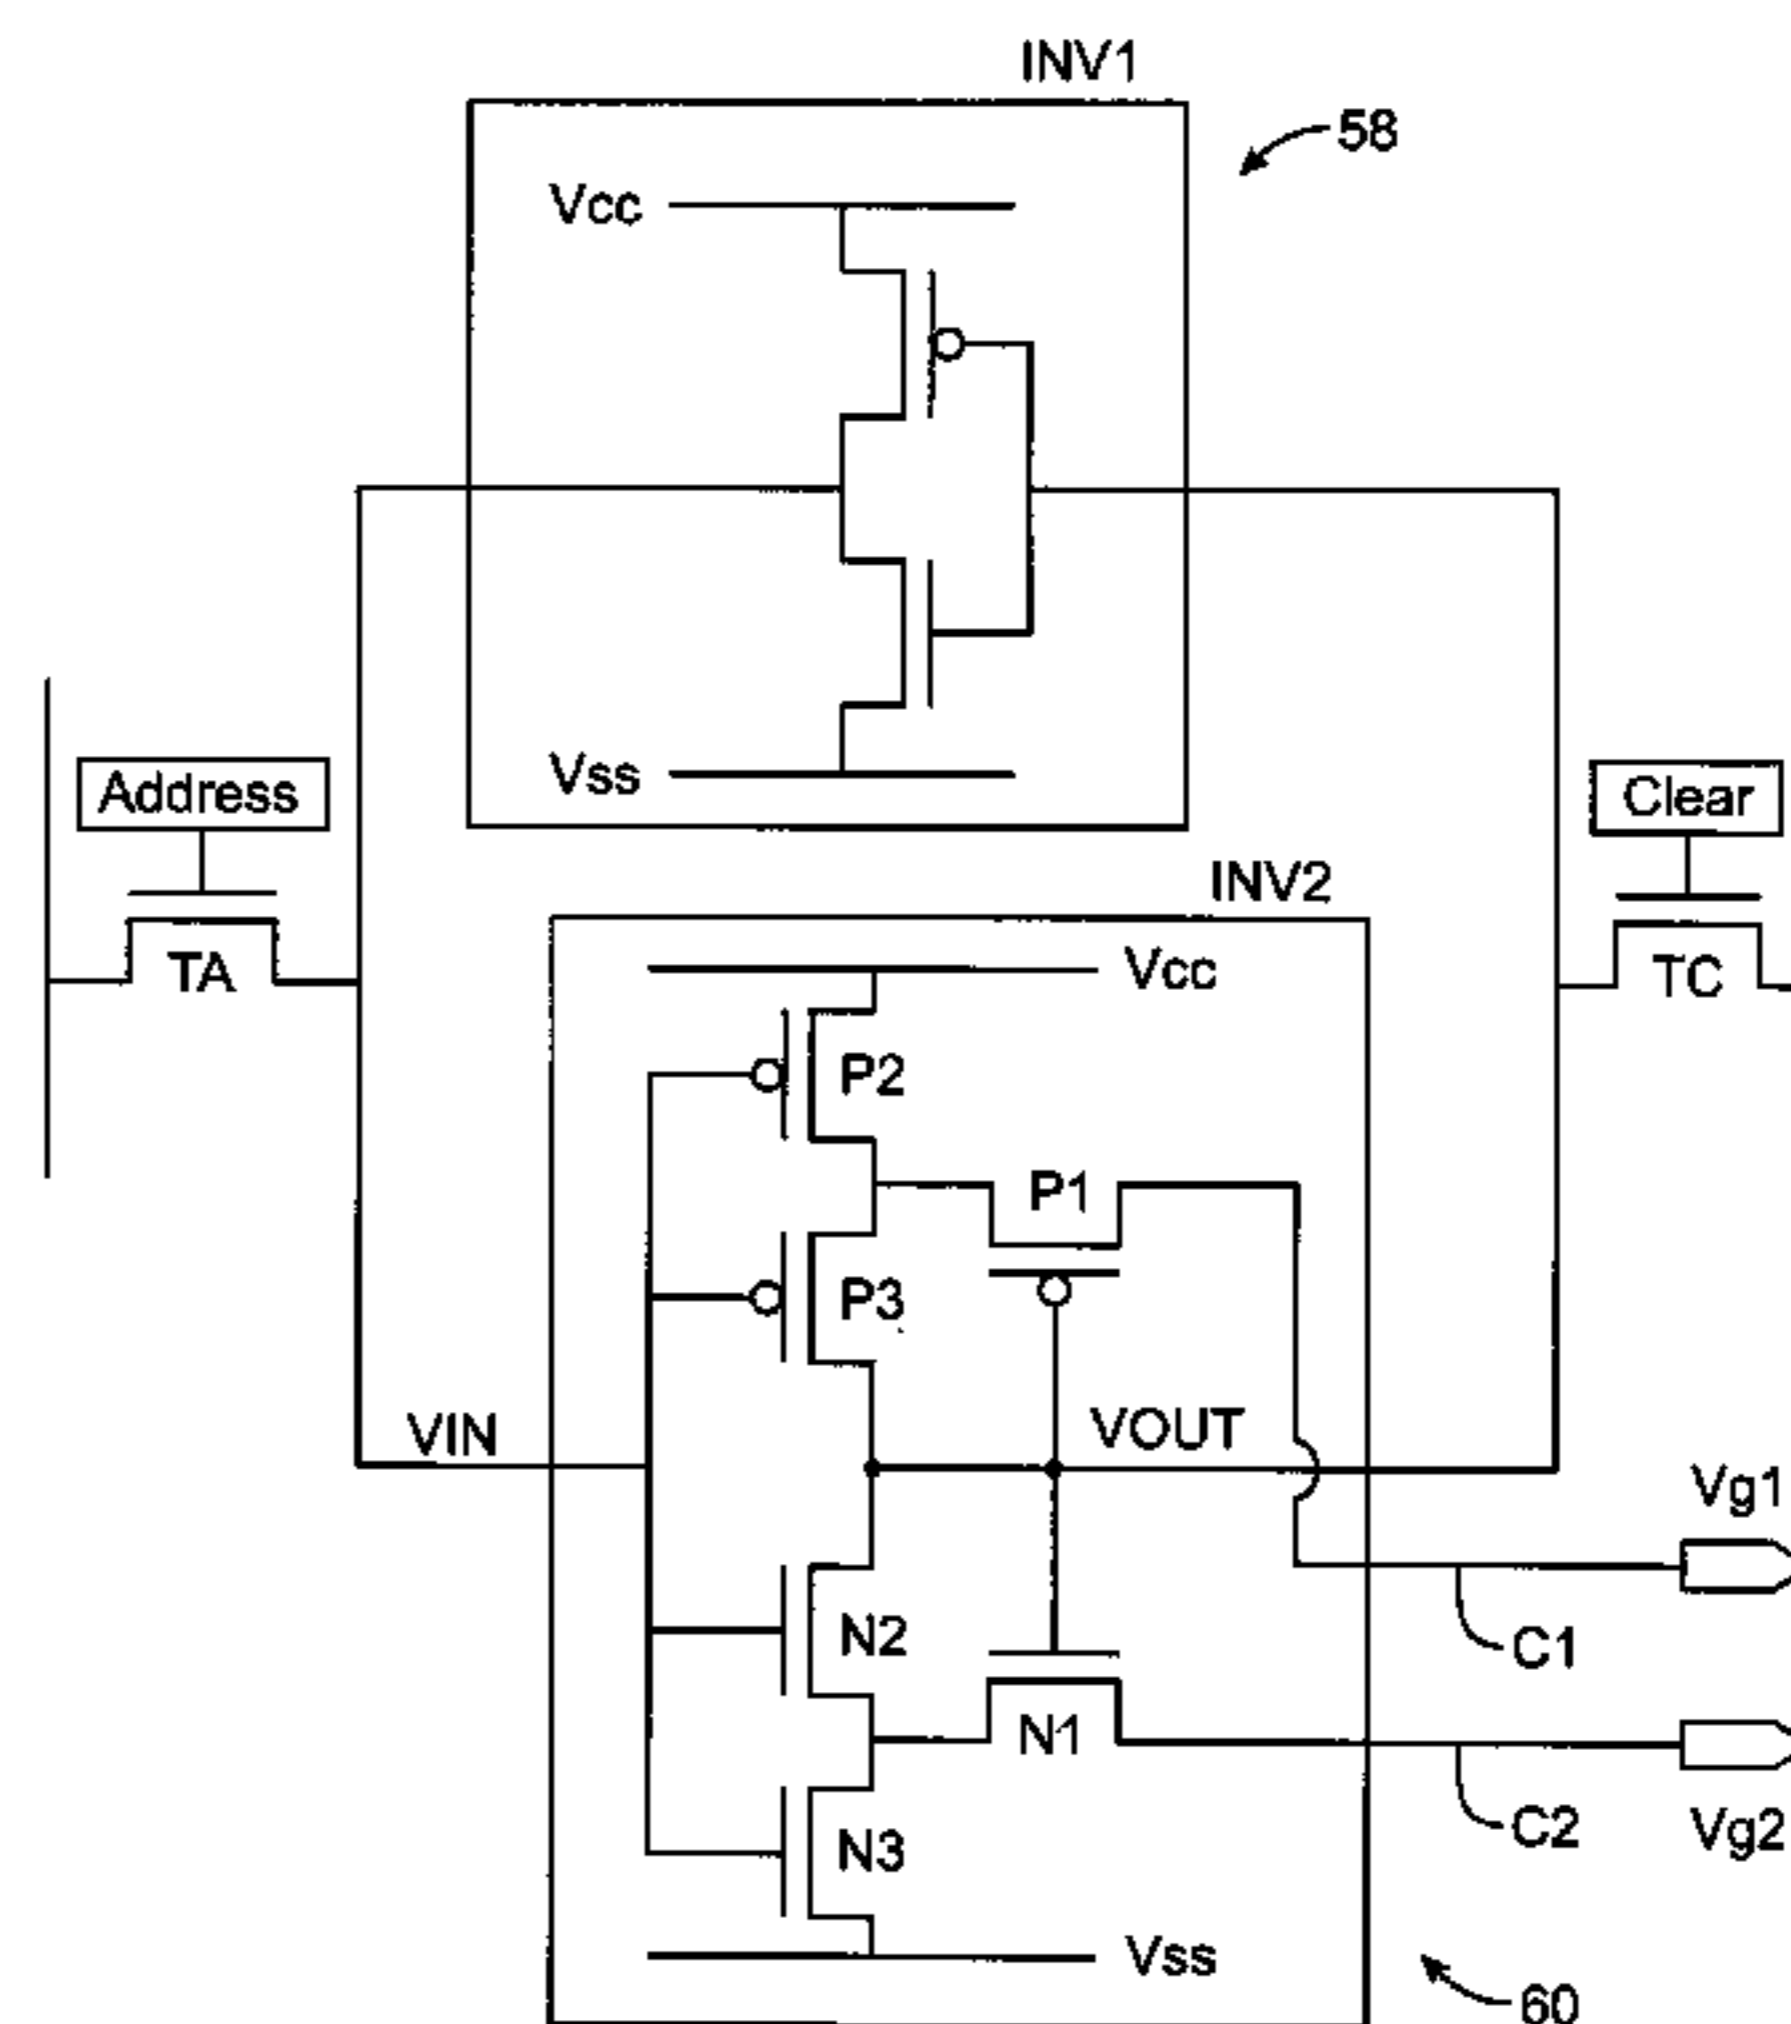 INV1
58
Vcc
Vss
Address
Clear
TA
TC
INV2
Vcc
P2
P1
P3
VIN
VOUT
Vg1
N2
C1
N1
C2
Vg2
N3
Vss
60